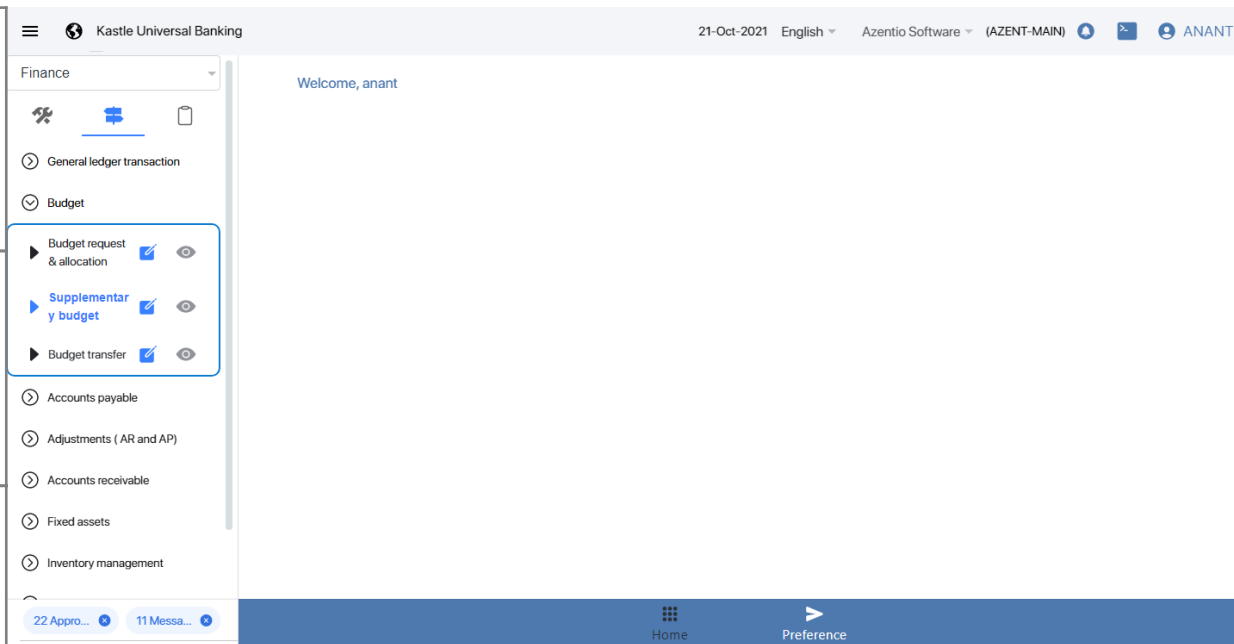 Kastle Universal Banking
21-Oct-2021 English Azentio Software (AZENT-MAIN) ANANT
Finance
Welcome, anant
General ledger transaction
Budget
Budget request
& allocation
Supplementar
y budget
Budget transfer
Accounts payable
Adjustments ( AR and AP)
Accounts receivable
Fixed assets
Inventory management
22 Appro... 11 Messa...
Home Preference